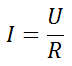 I = U/R